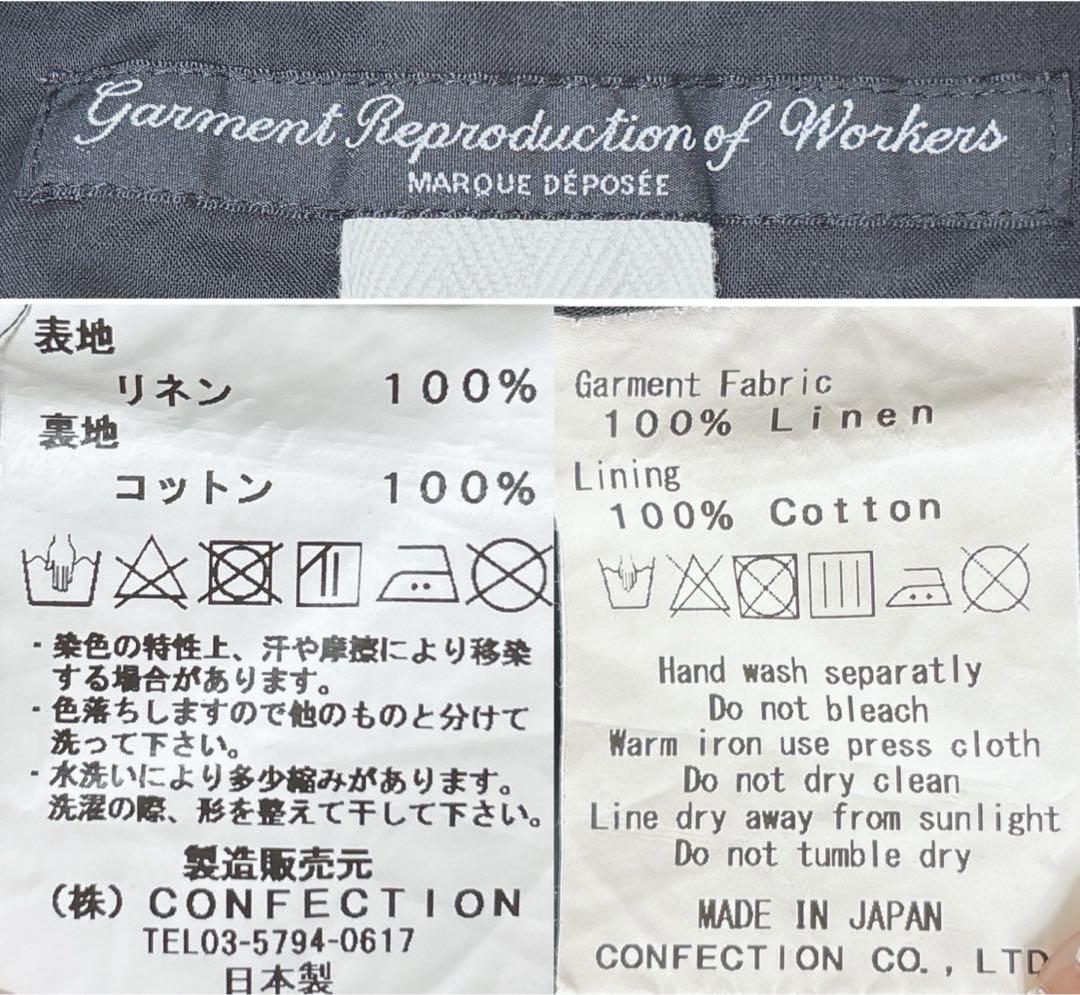 Garment Reproduction of Workers
MARQUE DÉPOSÉE
表地
リネン 100%
裏地
コットン 100%
・染色の特性上、汗や摩擦により移染
する場合があります。
・色落ちしますので他のものと分けて
洗って下さい。
・水洗いにより多少縮みがあります。
洗濯の際、形を整えて干して下さい。
製造販売元
（株）CONFECTION
TEL03-5794-0617
日本製
Garment Fabric
100% Linen
Lining
100% Cotton
Hand wash separatly
Do not bleach
Warm iron use press cloth
Do not dry clean
Line dry away from sunlight
Do not tumble dry
MADE IN JAPAN
CONFECTION CO., LTD